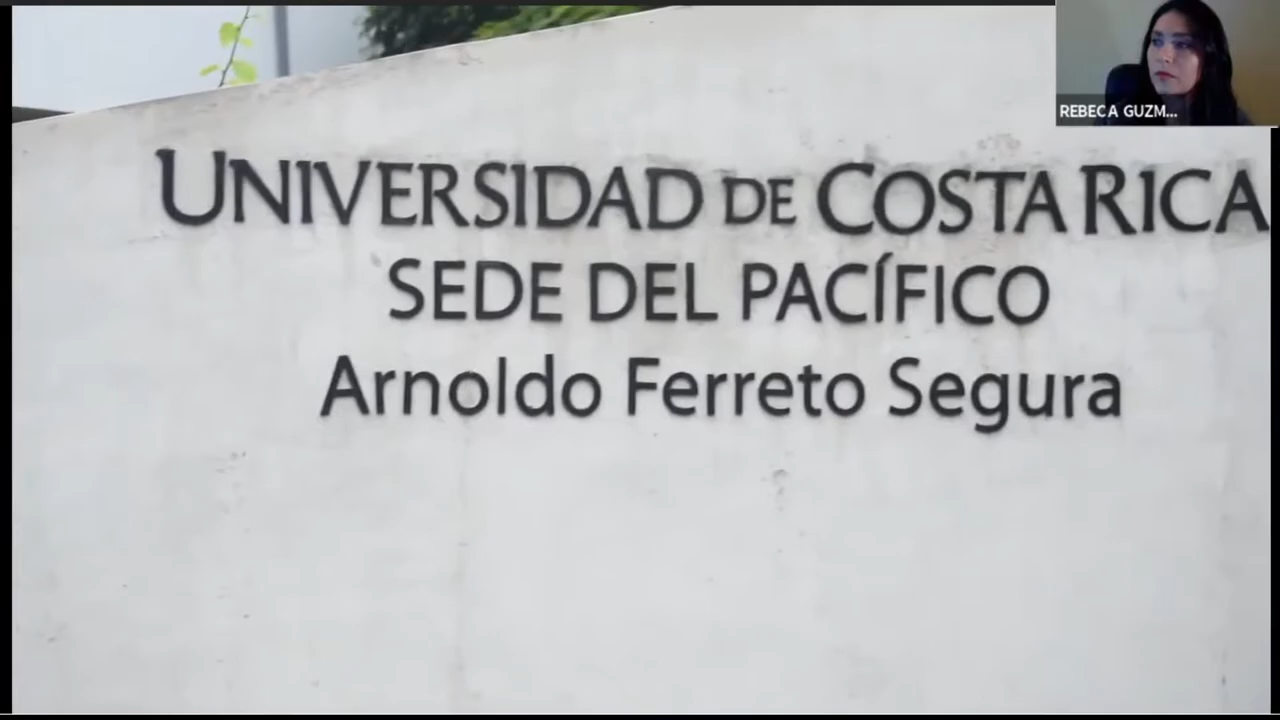 REBECA GUZM...
UNIVERSIDAD DE COSTA RICA
SEDE DEL PACÍFICO
Arnoldo Ferreto Segura